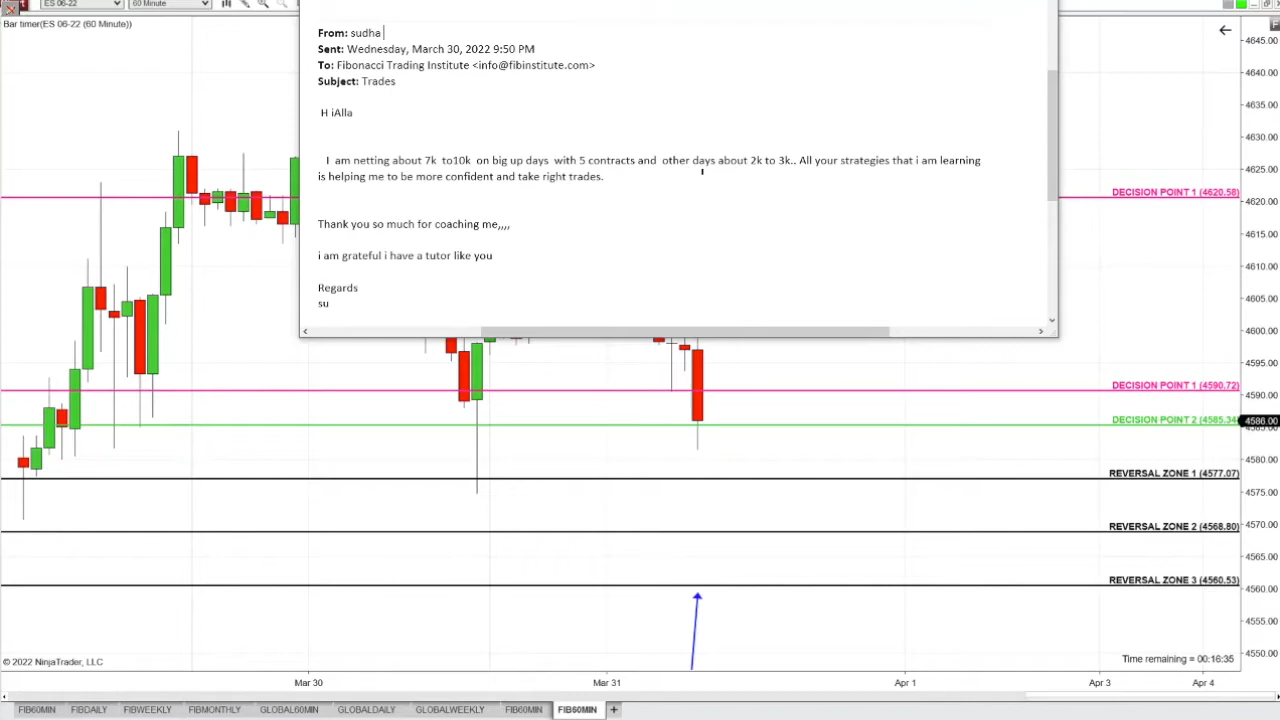 ES 06-22
60 Minute
Bar timer(ES 06-22 (60 Minute))
From: sudha
Sent: Wednesday, March 30, 2022 9:50 PM
To: Fibonacci Trading Institute <info@fibinstitute.com>
Subject: Trades
H iAlla
I am netting about 7k to10k on big up days with 5 contracts and other days about 2k to 3k.. All your strategies that i am learning
is helping me to be more confident and take right trades.
Thank you so much for coaching me,,,,
i am grateful i have a tutor like you
Regards
su
F
4645.00
4640.00
4635.00
4630.00
4625.00
DECISION POINT 1 (4620.58)
4620.00
4615.00
4610.00
4605.00
4600.00
4595.00
DECISION POINT 1 (4590.72)
4590.00
DECISION POINT 2 (4585.34)
4586.00
4580.00
REVERSAL ZONE 1 (4577.07)
4575.00
REVERSAL ZONE 2 (4568.80)
4570.00
4565.00
REVERSAL ZONE 3 (4560.53)
4560.00
4555.00
4550.00
© 2022 NinjaTrader, LLC
Time remaining = 00:16:35
Mar 30 Mar 31 Apr 1 Apr 3 Apr 4
FIB60MIN FIBDAILY FIBWEEKLY FIBMONTHLY GLOBAL60MIN GLOBALDAILY GLOBALWEEKLY FIB60MIN FIB60MIN +